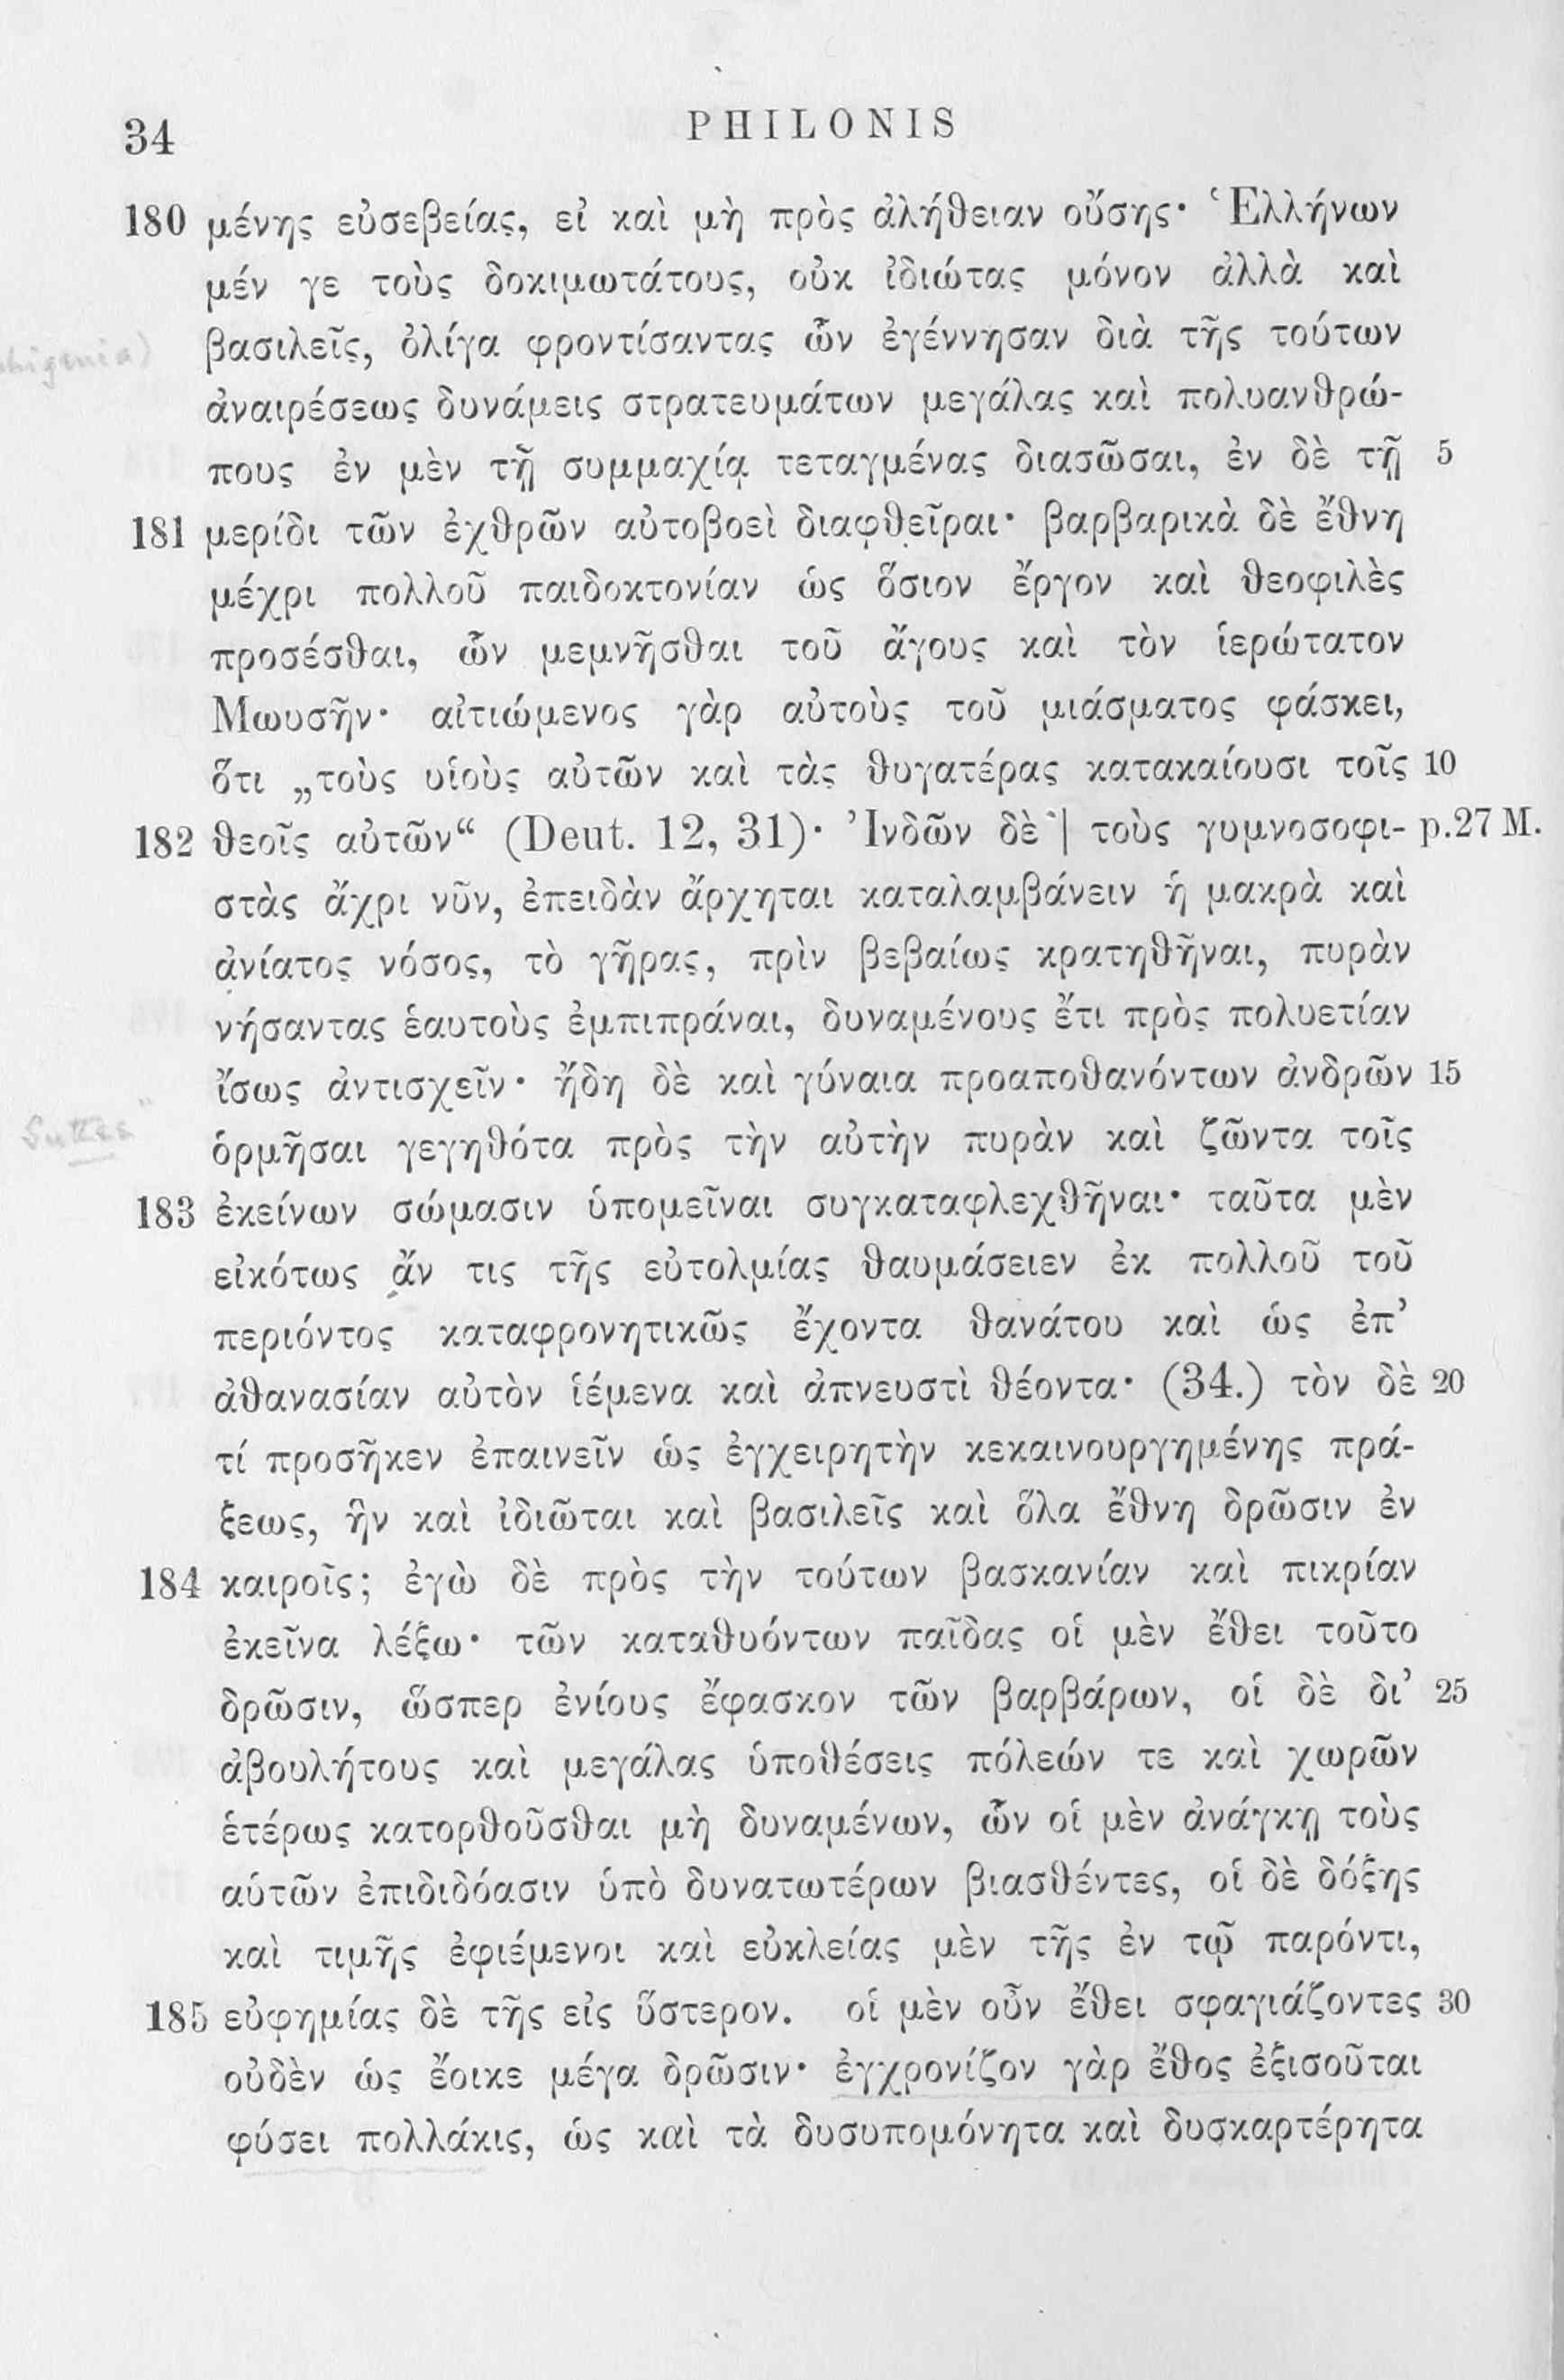 34 PHILONIS
180 μένης εὐσεβείας, εἰ καὶ μὴ πρὸς ἀλήθειαν οὔσης· Ἑλλήνων
μέν γε τοὺς δοκιμωτάτους, οὐκ ἰδιώτας μόνον ἀλλὰ καὶ
βασιλεῖς, ὀλίγα φροντίσαντας ὧν ἐγέννησαν διὰ τῆς τούτων
ἀναιρέσεως δυνάμεις στρατευμάτων μεγάλας καὶ πολυανθρώ-
πους ἐν μὲν τῇ συμμαχίᾳ τεταγμένας διασῶσαι, ἐν δὲ τῇ 5
181 μερίδι τῶν ἐχθρῶν αὐτοβοεὶ διαφθεῖραι· βαρβαρικὰ δὲ ἔθνη
μέχρι πολλοῦ παιδοκτονίαν ὡς ὅσιον ἔργον καὶ θεοφιλὲς
προσέσθαι, ὧν μεμνῆσθαι τοῦ ἄγους καὶ τὸν ἱερώτατον
Μωυσῆν· αἰτιώμενος γὰρ αὐτοὺς τοῦ μιάσματος φάσκει,
ὅτι „τοὺς υἱοὺς αὐτῶν καὶ τὰς θυγατέρας κατακαίουσι τοῖς 10
182 θεοῖς αὐτῶν“ (Deut. 12, 31)· Ἰνδῶν δὲ | τοὺς γυμνοσοφι- p.27 M.
στὰς ἄχρι νῦν, ἐπειδὰν ἄρχηται καταλαμβάνειν ἡ μακρὰ καὶ
ἀνίατος νόσος, τὸ γῆρας, πρὶν βεβαίως κρατηθῆναι, πυρὰν
νήσαντας ἑαυτοὺς ἐμπιπράναι, δυναμένους ἔτι πρὸς πολυετίαν
ἴσως ἀντισχεῖν· ἤδη δὲ καὶ γύναια προαποθανόντων ἀνδρῶν 15
ὁρμῆσαι γεγηθότα πρὸς τὴν αὐτὴν πυρὰν καὶ ζῶντα τοῖς
183 ἐκείνων σώμασιν ὑπομεῖναι συγκαταφλεχθῆναι· ταῦτα μὲν
εἰκότως ἄν τις τῆς εὐτολμίας θαυμάσειεν ἐκ πολλοῦ τοῦ
περιόντος καταφρονητικῶς ἔχοντα θανάτου καὶ ὡς ἐπ’
ἀθανασίαν αὐτὸν ἱέμενα καὶ ἀπνευστὶ θέοντα· (34.) τὸν δὲ 20
τί προσῆκεν ἐπαινεῖν ὡς ἐγχειρητὴν κεκαινουργημένης πρά-
ξεως, ἣν καὶ ἰδιῶται καὶ βασιλεῖς καὶ ὅλα ἔθνη δρῶσιν ἐν
184 καιροῖς; ἐγὼ δὲ πρὸς τὴν τούτων βασκανίαν καὶ πικρίαν
ἐκεῖνα λέξω· τῶν καταθυόντων παῖδας οἱ μὲν ἔθει τοῦτο
δρῶσιν, ὥσπερ ἐνίους ἔφασκον τῶν βαρβάρων, οἱ δὲ δι’ 25
ἀβουλήτους καὶ μεγάλας ὑποθέσεις πόλεών τε καὶ χωρῶν
ἑτέρως κατορθοῦσθαι μὴ δυναμένων, ὧν οἱ μὲν ἀνάγκῃ τοὺς
αὑτῶν ἐπιδιδόασιν ὑπὸ δυνατωτέρων βιασθέντες, οἱ δὲ δόξης
καὶ τιμῆς ἐφιέμενοι καὶ εὐκλείας μὲν τῆς ἐν τῷ παρόντι,
185 εὐφημίας δὲ τῆς εἰς ὕστερον. οἱ μὲν οὖν ἔθει σφαγιάζοντες 30
οὐδὲν ὡς ἔοικε μέγα δρῶσιν· ἐγχρονίζον γὰρ ἔθος ἐξισοῦται
φύσει πολλάκις, ὡς καὶ τὰ δυσυπομόνητα καὶ δυσκαρτέρητα